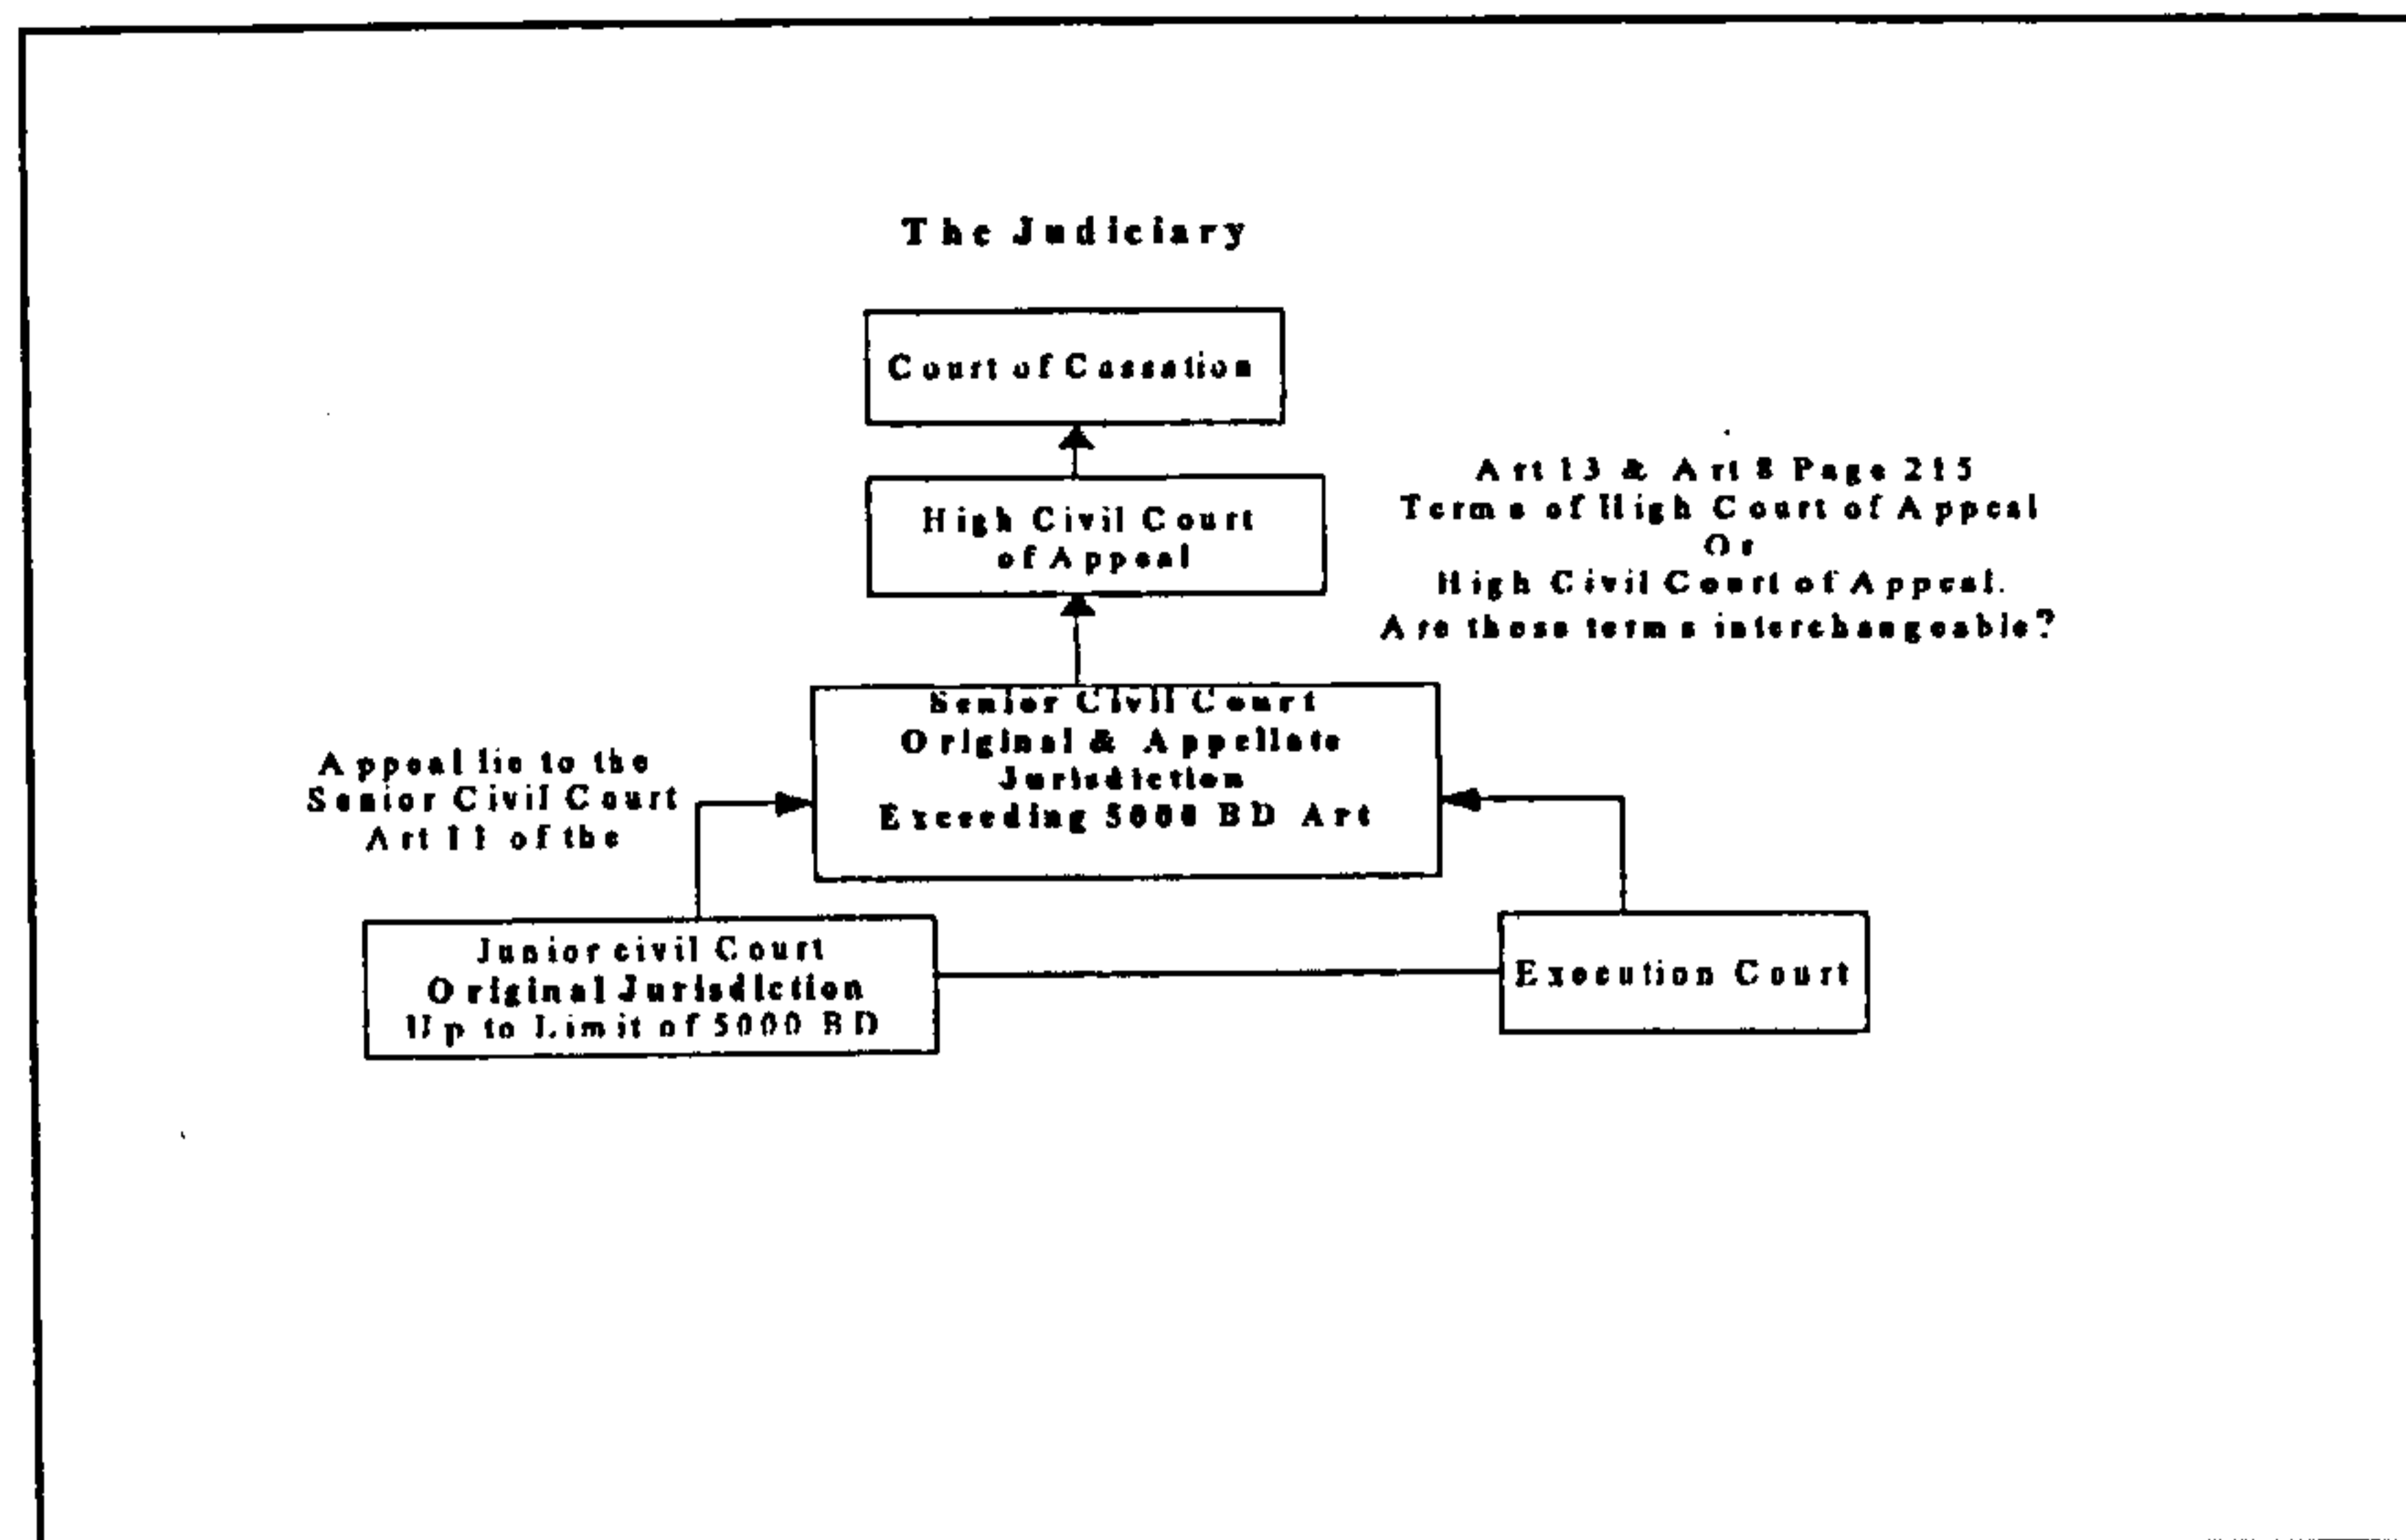 The Judiciary
Court of Cassation
High Civil Court
of Appeal
Art 13 & Art 8 Page 215
Terms of High Court of Appeal
Or
High Civil Court of Appeal.
Are these terms interchangeable?
Senior Civil Court
Original & Appellate
Jurisdiction
Exceeding 5000 BD Art
Appeal lie to the
Senior Civil Court
Art 11 of the
Junior civil Court
Original Jurisdiction
Up to Limit of 5000 BD
Execution Court